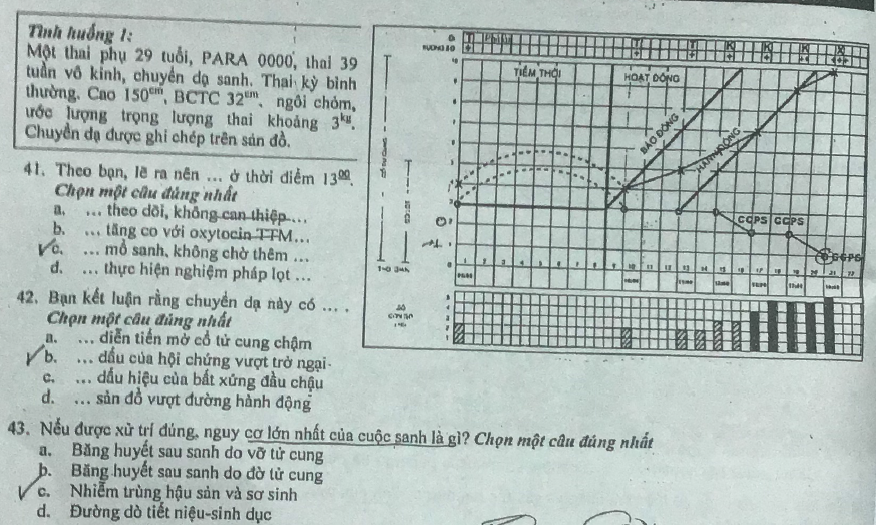 Tình huống 1:
Một thai phụ 29 tuổi, PARA 0000, thai 39
tuần vô kinh, chuyển dạ sanh. Thai kỳ bình
thường. Cao 150cm, BCTC 32cm, ngôi chỏm,
ước lượng trọng lượng thai khoảng 3kg.
Chuyển dạ được ghi chép trên sản đồ.
TIỀM THỜI
HOẠT ĐỘNG
BÁO ĐỘNG
HÀNH ĐỘNG
CCPS CCPS
41. Theo bạn, lẽ ra nên ... ở thời điểm 1300.
Chọn một câu đúng nhất
a. ... theo dõi, không can thiệp ...
b. ... tăng co với oxytocin TTM...
c. ... mổ sanh, không chờ thêm ...
d. ... thực hiện nghiệm pháp lọt ...
42. Bạn kết luận rằng chuyển dạ này có ... .
Chọn một câu đúng nhất
a. ... diễn tiến mở cổ tử cung chậm
b. ... dấu của hội chứng vượt trở ngại
c. ... dấu hiệu của bất xứng đầu chậu
d. ... sản đồ vượt đường hành động
43. Nếu được xử trí đúng, nguy cơ lớn nhất của cuộc sanh là gì? Chọn một câu đúng nhất
a. Băng huyết sau sanh do vỡ tử cung
b. Băng huyết sau sanh do đờ tử cung
c. Nhiễm trùng hậu sản và sơ sinh
d. Đường dò tiết niệu-sinh dục